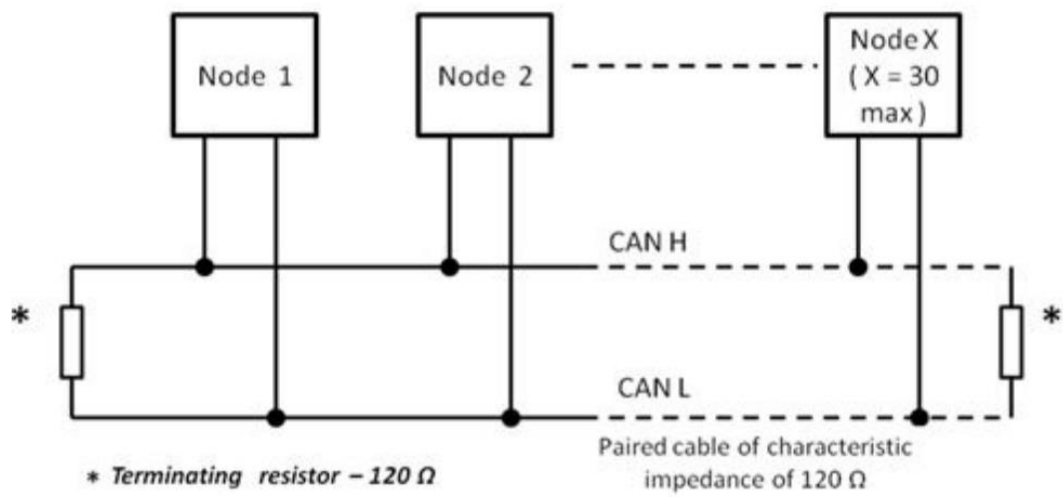 Node 1
Node 2
Node X
( X = 30
max )
CAN H
*
*
CAN L
Paired cable of characteristic
impedance of 120 Ω
* Terminating resistor – 120 Ω